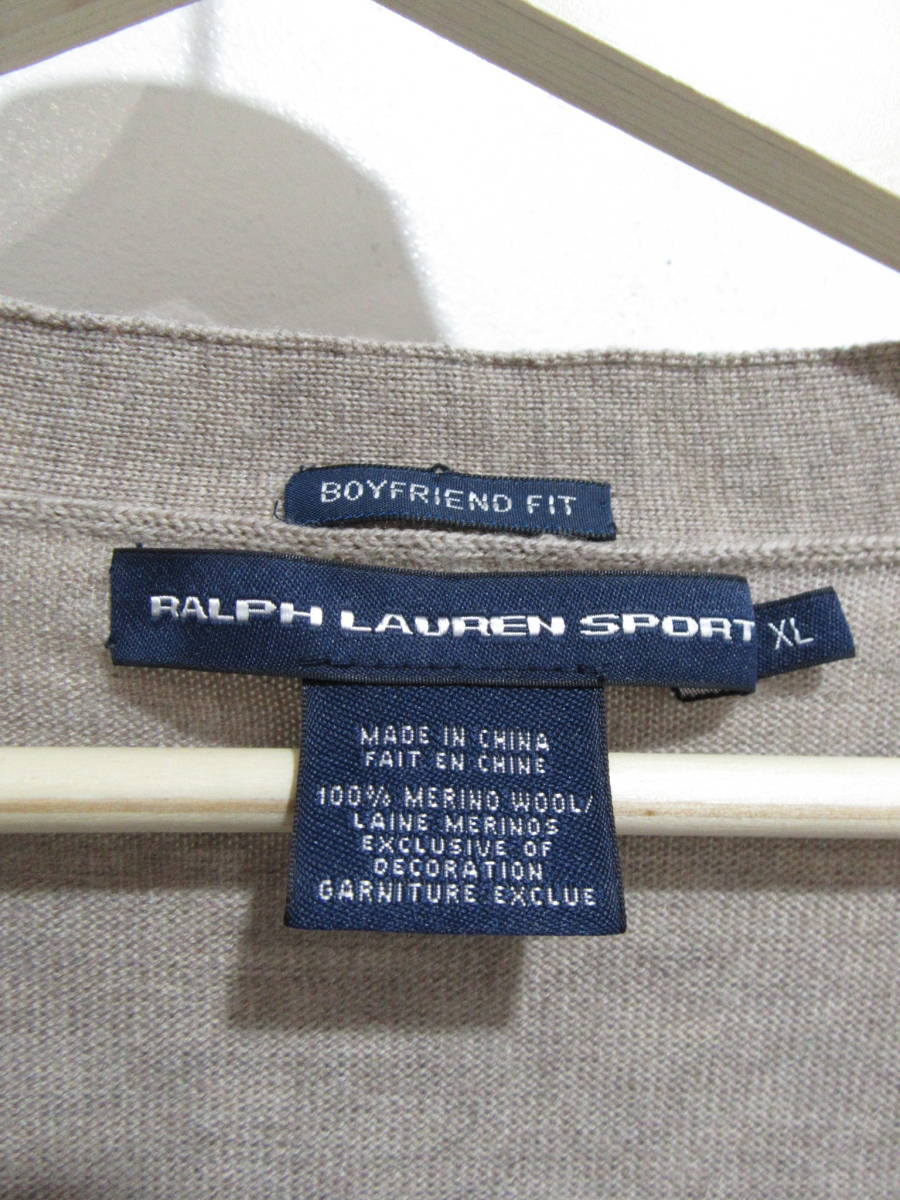 BOYFRIEND FIT
RALPH LAUREN SPORT
XL
MADE IN CHINA
FAIT EN CHINE
100% MERINO WOOL/
LAINE MERINOS
EXCLUSIVE OF
DECORATION
GARNITURE EXCLUE